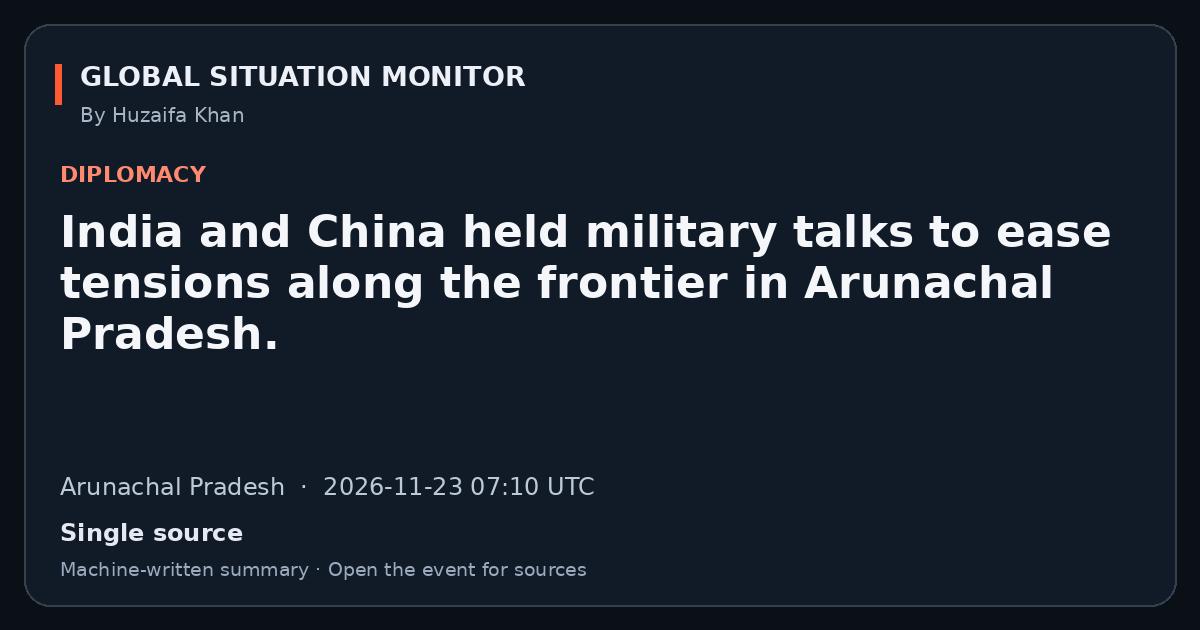 GLOBAL SITUATION MONITOR
By Huzaifa Khan
DIPLOMACY
India and China held military talks to ease
tensions along the frontier in Arunachal
Pradesh.
Arunachal Pradesh · 2026-11-23 07:10 UTC
Single source
Machine-written summary · Open the event for sources